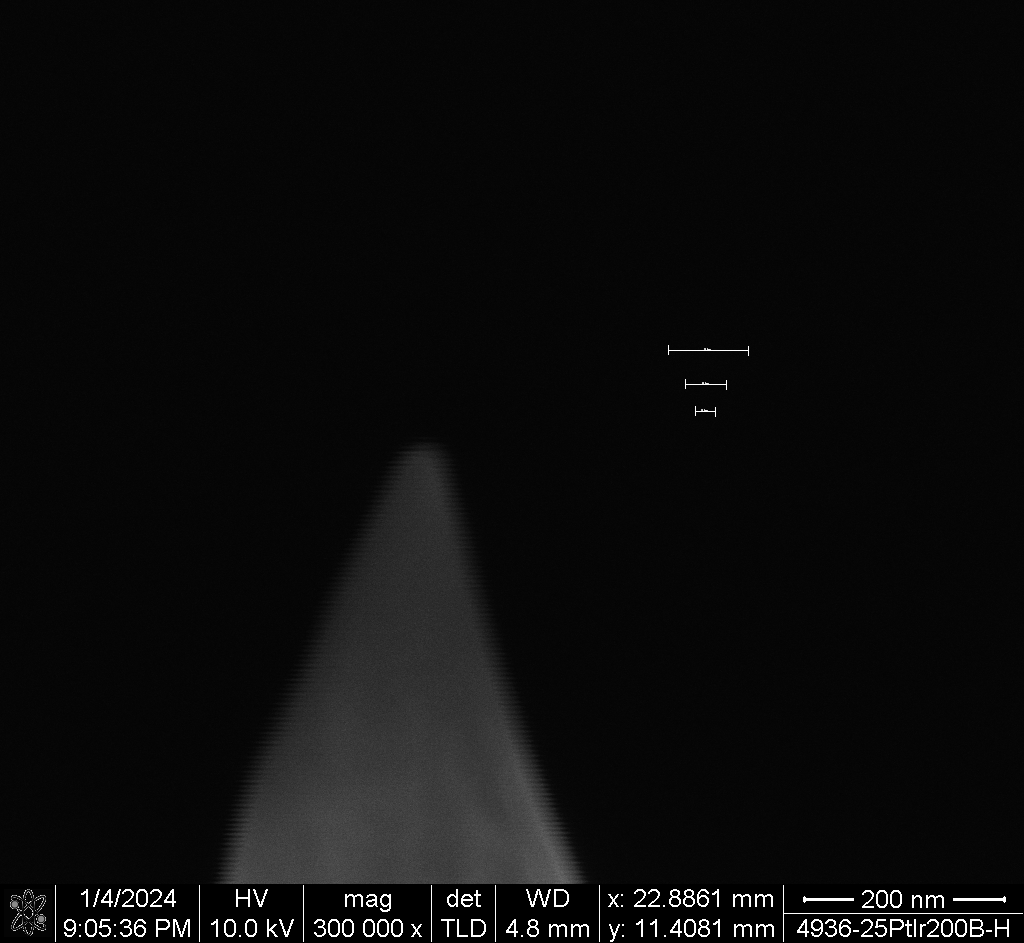 1/4/2024
9:05:36 PM
HV
10.0 kV
mag
300 000 x
det
TLD
WD
4.8 mm
x: 22.8861 mm
y: 11.4081 mm
200 nm
4936-25PtIr200B-H